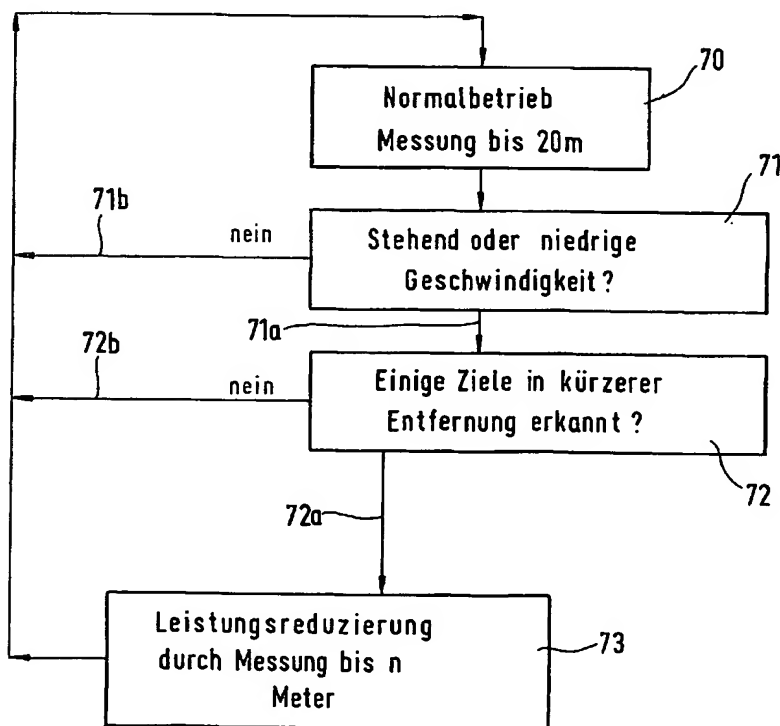 70
Normalbetrieb
Messung bis 20m
71
71b
nein
Stehend oder niedrige
Geschwindigkeit?
71a
72b
nein
Einige Ziele in kürzerer
Entfernung erkannt?
72
72a
Leistungsreduzierung
durch Messung bis n
Meter
73